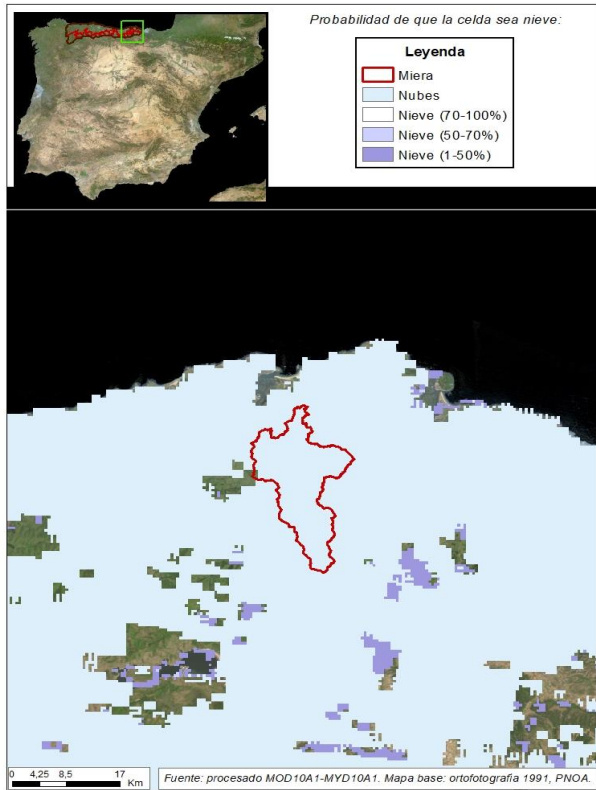 Probabilidad de que la celda sea nieve:
Leyenda
Miera
Nubes
Nieve (70-100%)
Nieve (50-70%)
Nieve (1-50%)
0 4,25 8,5 17
Km
Fuente: procesado MOD10A1-MYD10A1. Mapa base: ortofotografia 1991, PNOA.